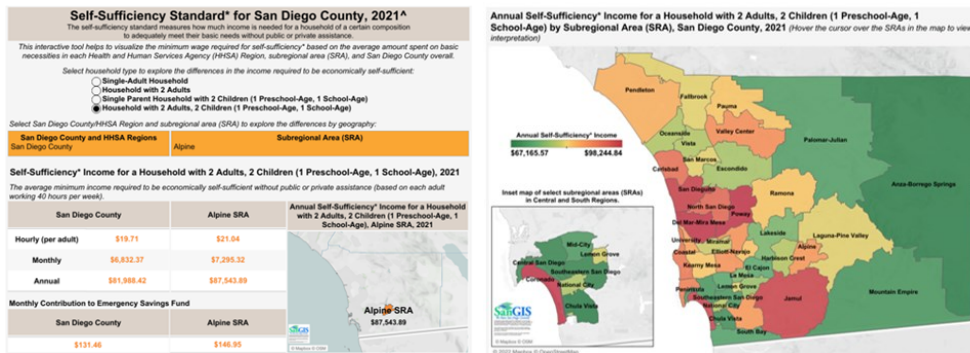 Self-Sufficiency Standard* for San Diego County, 2021^
The self-sufficiency standard measures how much income is needed for a household of a certain composition
to adequately meet their basic needs without public or private assistance.
This interactive tool helps to visualize the minimum wage required for self-sufficiency* based on the average amount spent on basic
necessities in each Health and Human Services Agency (HHSA) Region, subregional area (SRA), and San Diego County overall.
Select household type to explore the differences in the income required to be economically self-sufficient:
Single-Adult Household
Household with 2 Adults
Single Parent Household with 2 Children (1 Preschool-Age, 1 School-Age)
Household with 2 Adults, 2 Children (1 Preschool-Age, 1 School-Age)
Select San Diego County/HHSA Region and subregional area (SRA) to explore the differences by geography:
San Diego County and HHSA Regions
Subregional Area (SRA)
San Diego County
Alpine
Self-Sufficiency* Income for a Household with 2 Adults, 2 Children (1 Preschool-Age, 1 School-Age), 2021
The average minimum income required to be economically self-sufficient without public or private assistance (based on each adult
working 40 hours per week).
San Diego County
Alpine SRA
Hourly (per adult)
$19.71
$21.04
Monthly
$6,832.37
$7,295.32
Annual
$81,988.42
$87,543.89
Annual Self-Sufficiency* Income for a Household
with 2 Adults, 2 Children (1 Preschool-Age, 1
School-Age), Alpine SRA, 2021
Alpine SRA
$87,543.89
SanGIS
© Mapbox © OSM
Monthly Contribution to Emergency Savings Fund
San Diego County
Alpine SRA
$131.46
$146.95
Annual Self-Sufficiency* Income for a Household with 2 Adults, 2 Children (1 Preschool-Age, 1
School-Age) by Subregional Area (SRA), San Diego County, 2021 (Hover the cursor over the SRAs in the map to view
interpretation)
Annual Self-Sufficiency* Income
$67,165.57
$98,244.84
Pendleton
Fallbrook
Pauma
Valley Center
Palomar-Julian
Oceanside
Vista
San Marcos
Escondido
Carlsbad
Anza-Borrego Springs
San Dieguito
Ramona
North San Diego
Poway
Del Mar-Mira Mesa
Lakeside
Laguna-Pine Valley
University
Miramar
Alpine
Coastal
Elliott-Navajo
Harbison Crest
Kearny Mesa
El Cajon
La Mesa
Peninsula
Lemon Grove
Southeastern San Diego
Jamul
Mountain Empire
National City
Chula Vista
South Bay
Inset map of select subregional areas (SRAs)
in Central and South Regions.
Mid-City
Lemon Grove
Central San Diego
Southeastern San Diego
Coronado
National City
Chula Vista
SanGIS
© Mapbox © OSM
© 2022 Mapbox © OpenStreetMap